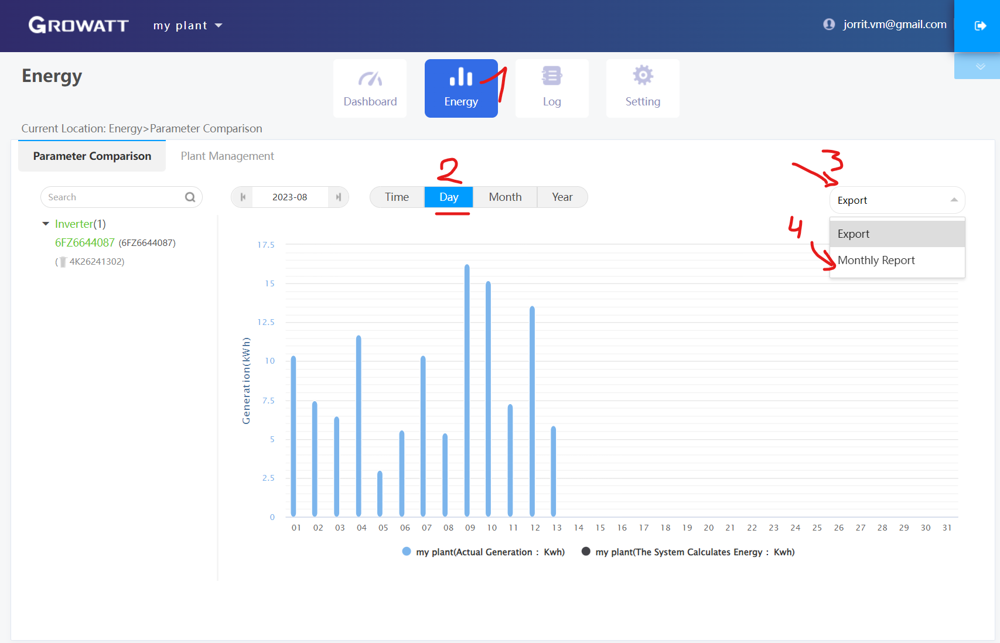 GROWATT
my plant
jorrit.vm@gmail.com
Energy
Dashboard
Energy
1
Log
Setting
Current Location: Energy>Parameter Comparison
Parameter Comparison
Plant Management
2
3
Search
2023-08
Time
Day
Month
Year
Export
Inverter(1)
6FZ6644087 (6FZ6644087)
(4K26241302)
4
Export
Monthly Report
Generation(kWh)
17.5
15
12.5
10
7.5
5
2.5
0
01 02 03 04 05 06 07 08 09 10 11 12 13 14 15 16 17 18 19 20 21 22 23 24 25 26 27 28 29 30 31
my plant(Actual Generation : Kwh)
my plant(The System Calculates Energy : Kwh)